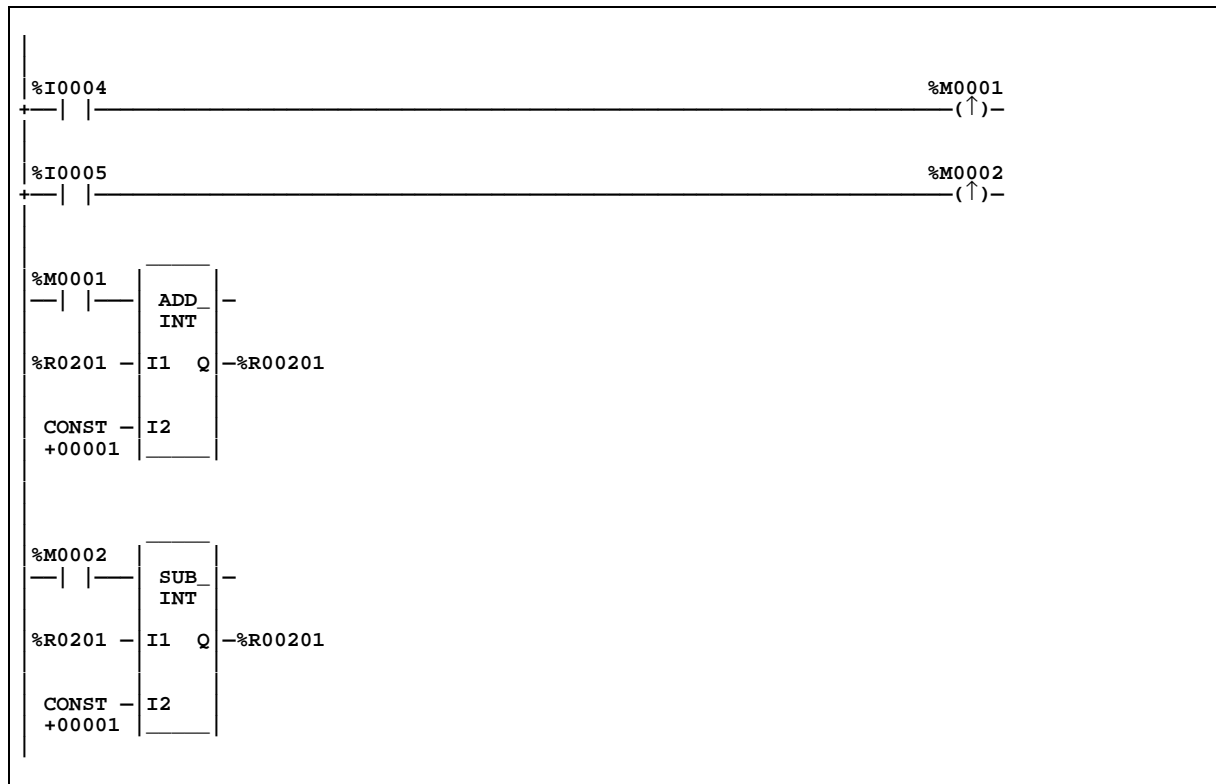 %I0004 %M0001
(↑)
%I0005 %M0002
(↑)
%M0001
ADD_
INT
%R0201 I1 Q %R00201
CONST I2
+00001
%M0002
SUB_
INT
%R0201 I1 Q %R00201
CONST I2
+00001